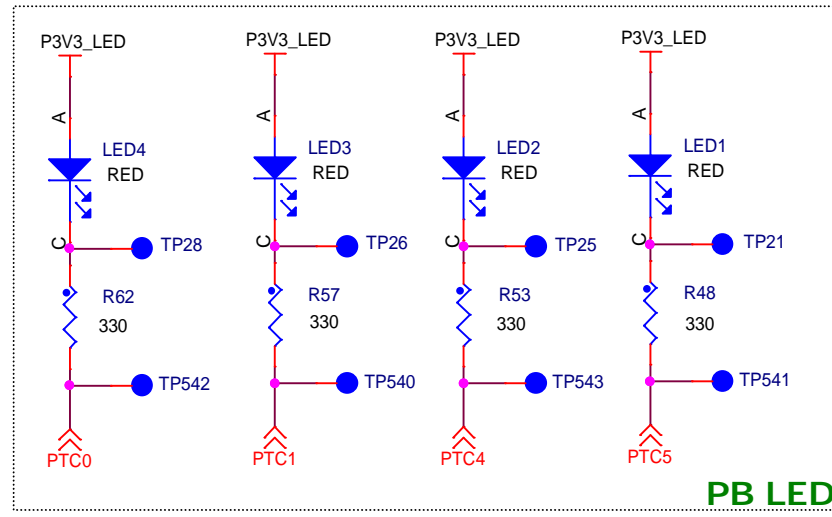 P3V3_LED
P3V3_LED
P3V3_LED
P3V3_LED
A
A
A
A
LED4
RED
LED3
RED
LED2
RED
LED1
RED
C
TP28
C
TP26
C
TP25
C
TP21
R62
330
R57
330
R53
330
R48
330
TP542
TP540
TP543
TP541
PTC0
PTC1
PTC4
PTC5
PB LED